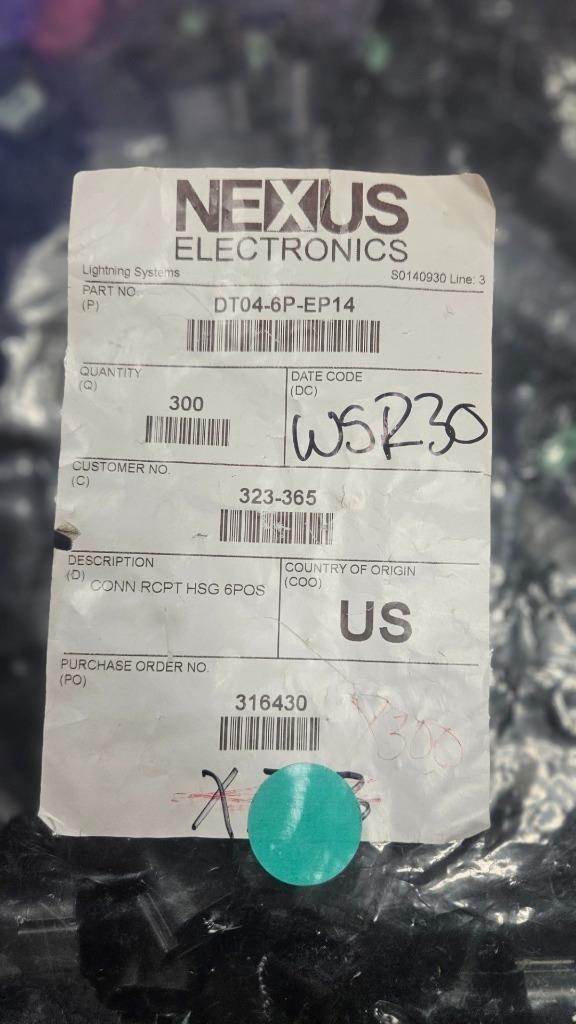 NEXUS
ELECTRONICS
Lightning Systems S0140930 Line: 3
PART NO.
(P)
DT04-6P-EP14
QUANTITY
(Q)
300
DATE CODE
(DC)
WSR30
CUSTOMER NO.
(C)
323-365
DESCRIPTION
(D)
CONN RCPT HSG 6POS
COUNTRY OF ORIGIN
(COO)
US
PURCHASE ORDER NO.
(PO)
316430
X